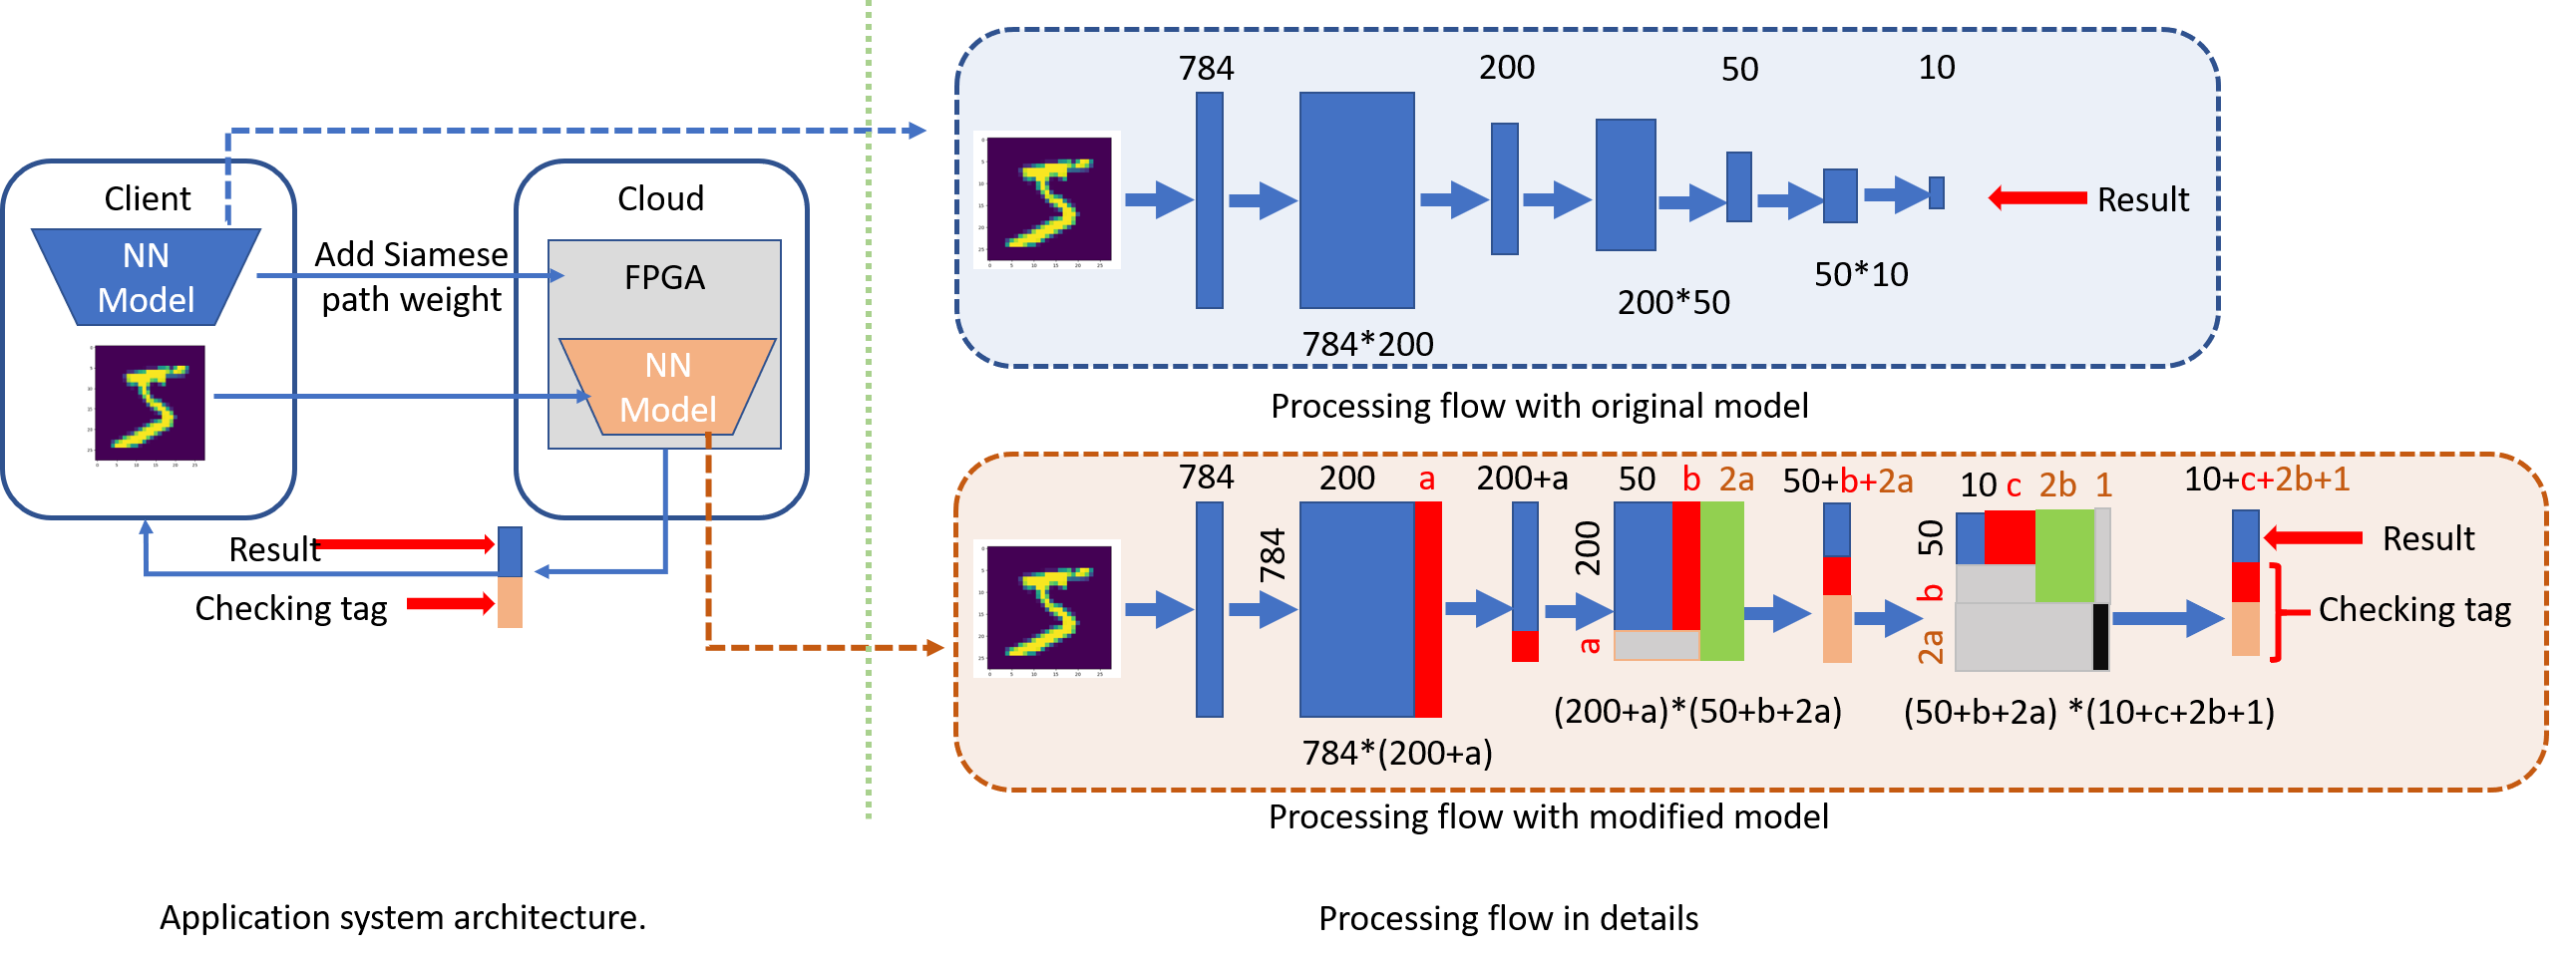 Client
NN
Model
Add Siamese
path weight
Cloud
FPGA
NN
Model
Result
Checking tag
Application system architecture.
784
200
50
10
Result
784*200
200*50
50*10
Processing flow with original model
784
200
a
200+a
50
b
2a
50+b+2a
10
c
2b
1
10+c+2b+1
784
200
a
50
b
2a
Result
Checking tag
784*(200+a)
(200+a)*(50+b+2a)
(50+b+2a) *(10+c+2b+1)
Processing flow with modified model
Processing flow in details